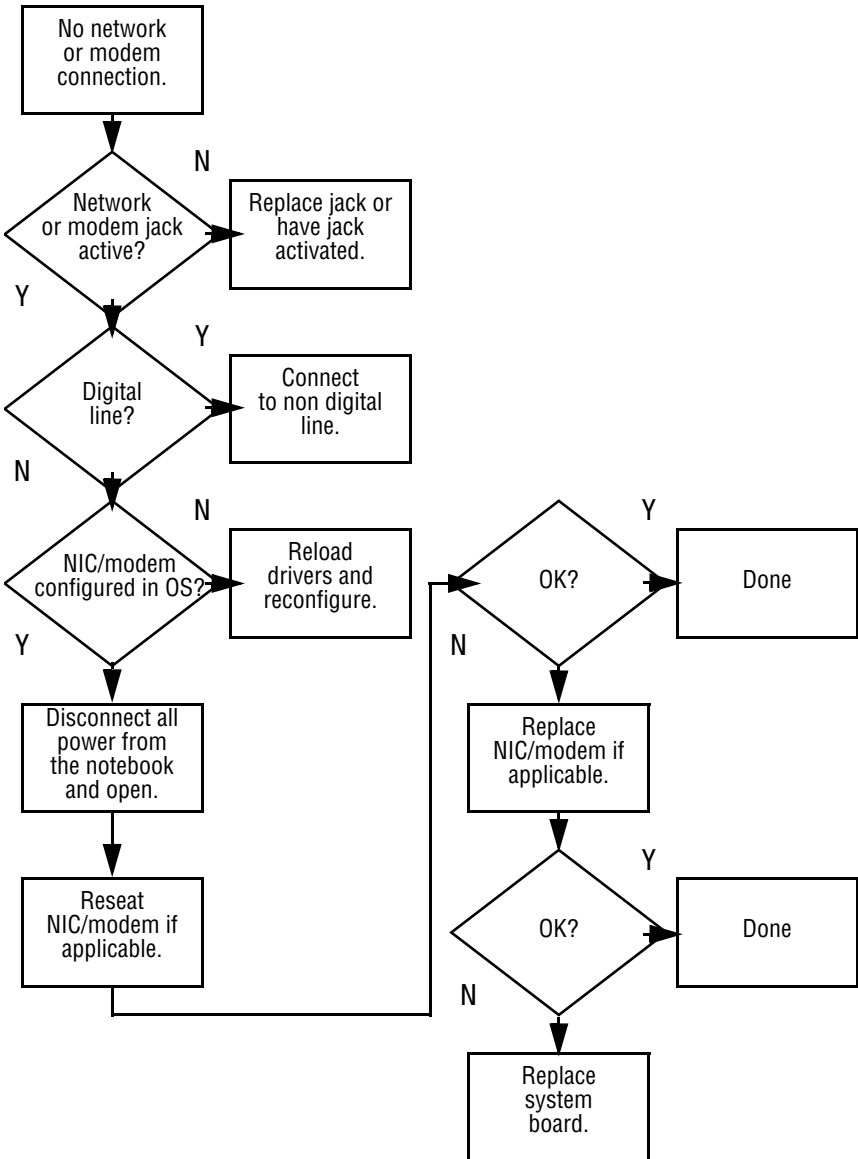 No network
or modem
connection.
N
Network
or modem jack
active?
Replace jack or
have jack
activated.
Y
Y
Digital
line?
Connect
to non digital
line.
N
N
NIC/modem
configured in OS?
Reload
drivers and
reconfigure.
Y
Disconnect all
power from
the notebook
and open.
Reseat
NIC/modem if
applicable.
Y
OK?
Done
N
Replace
NIC/modem if
applicable.
Y
OK?
Done
N
Replace
system
board.